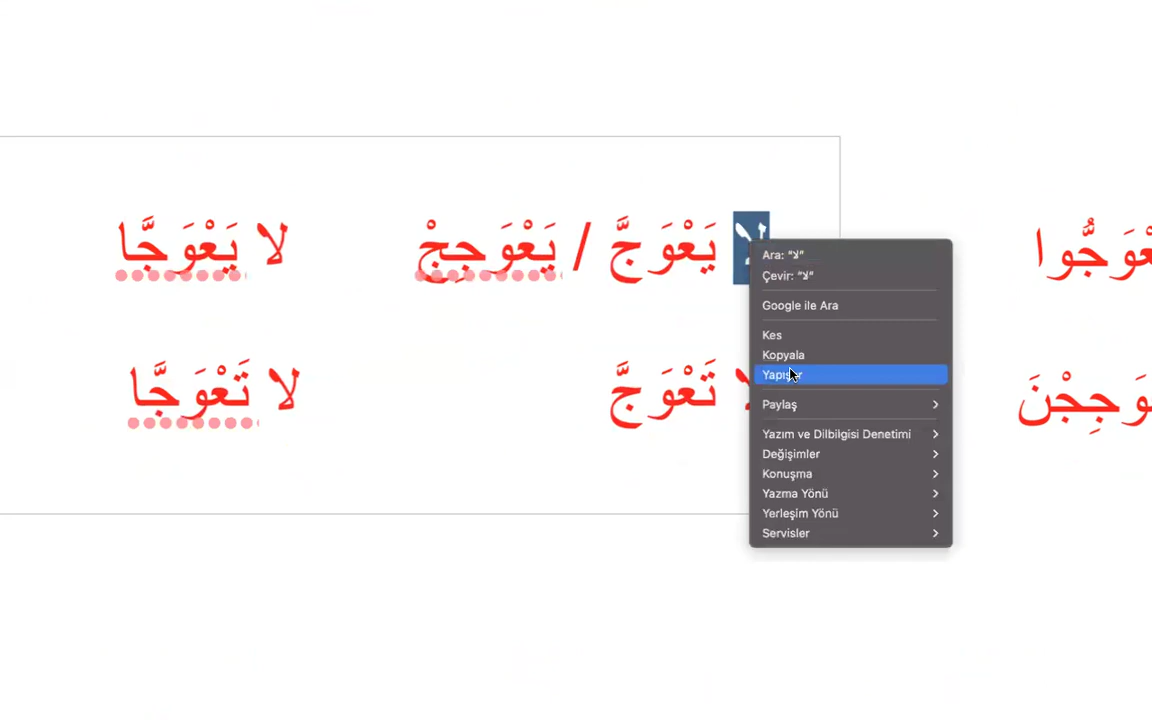 عْوَجُّوا
لا يَعْوَجَّ / يَعْوَجِجْ
لا يَعْوَجَّا
وَجِجْنَ
لا تَعْوَجَّ
لا تَعْوَجَّا
Ara: “لا”
Çevir: “لا”
Google ile Ara
Kes
Kopyala
Yapıştır
Paylaş
Yazım ve Dilbilgisi Denetimi
Değişimler
Konuşma
Yazma Yönü
Yerleşim Yönü
Servisler